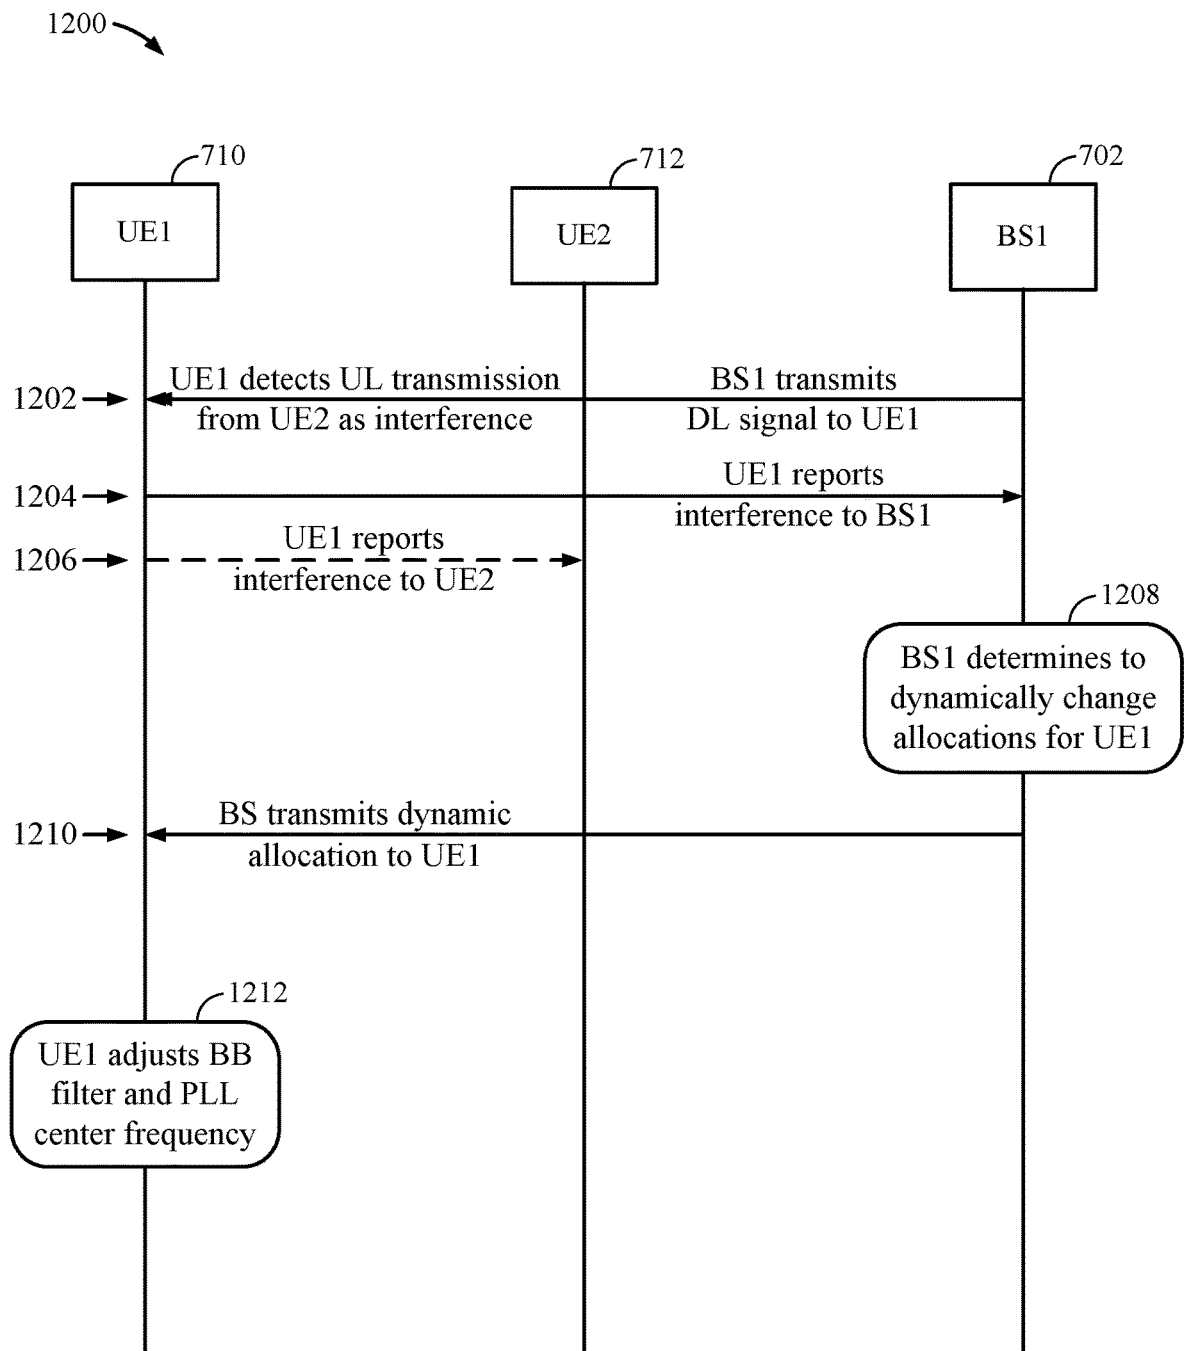 1200
710
712
702
UE1
UE2
BS1
1202
UE1 detects UL transmission
from UE2 as interference
BS1 transmits
DL signal to UE1
1204
UE1 reports
interference to BS1
1206
UE1 reports
interference to UE2
1208
BS1 determines to
dynamically change
allocations for UE1
1210
BS transmits dynamic
allocation to UE1
1212
UE1 adjusts BB
filter and PLL
center frequency